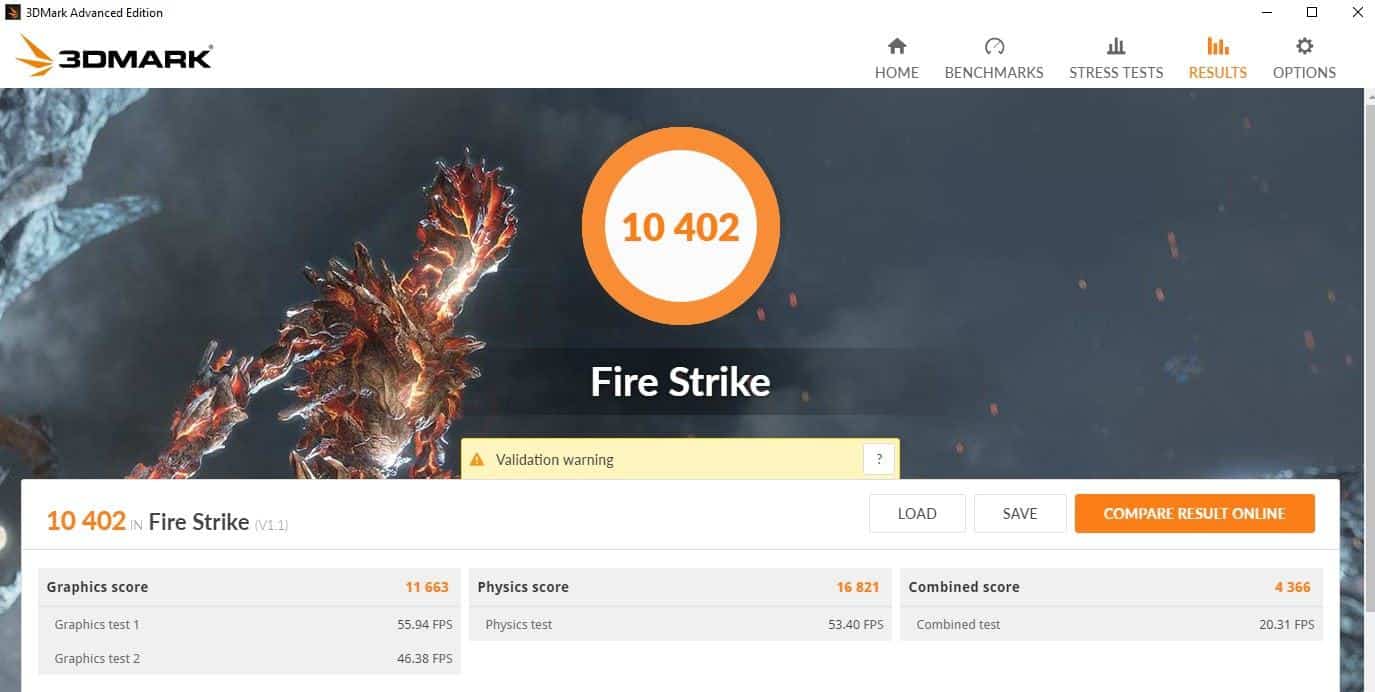 3DMark Advanced Edition
3DMARK®
HOME BENCHMARKS STRESS TESTS RESULTS OPTIONS
10 402
Fire Strike
Validation warning ?
10 402 IN Fire Strike (V1.1) LOAD SAVE COMPARE RESULT ONLINE
Graphics score 11 663 Physics score 16 821 Combined score 4 366
Graphics test 1 55.94 FPS Physics test 53.40 FPS Combined test 20.31 FPS
Graphics test 2 46.38 FPS